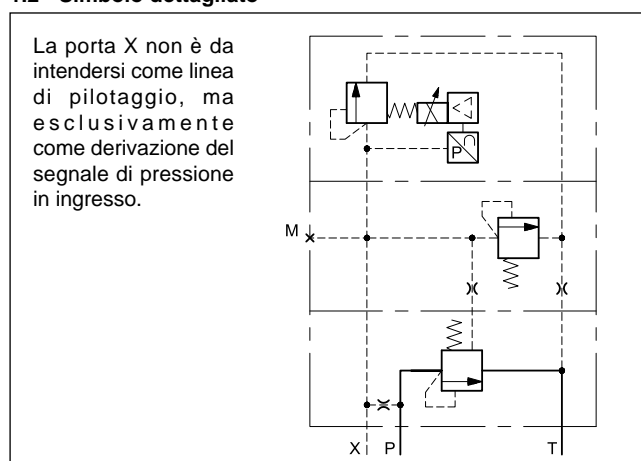 1.2 - Simbolo dettagliato
La porta X non è da
intendersi come linea
di pilotaggio, ma
esclusivamente
come derivazione del
segnale di pressione
in ingresso.
P
M
X P T